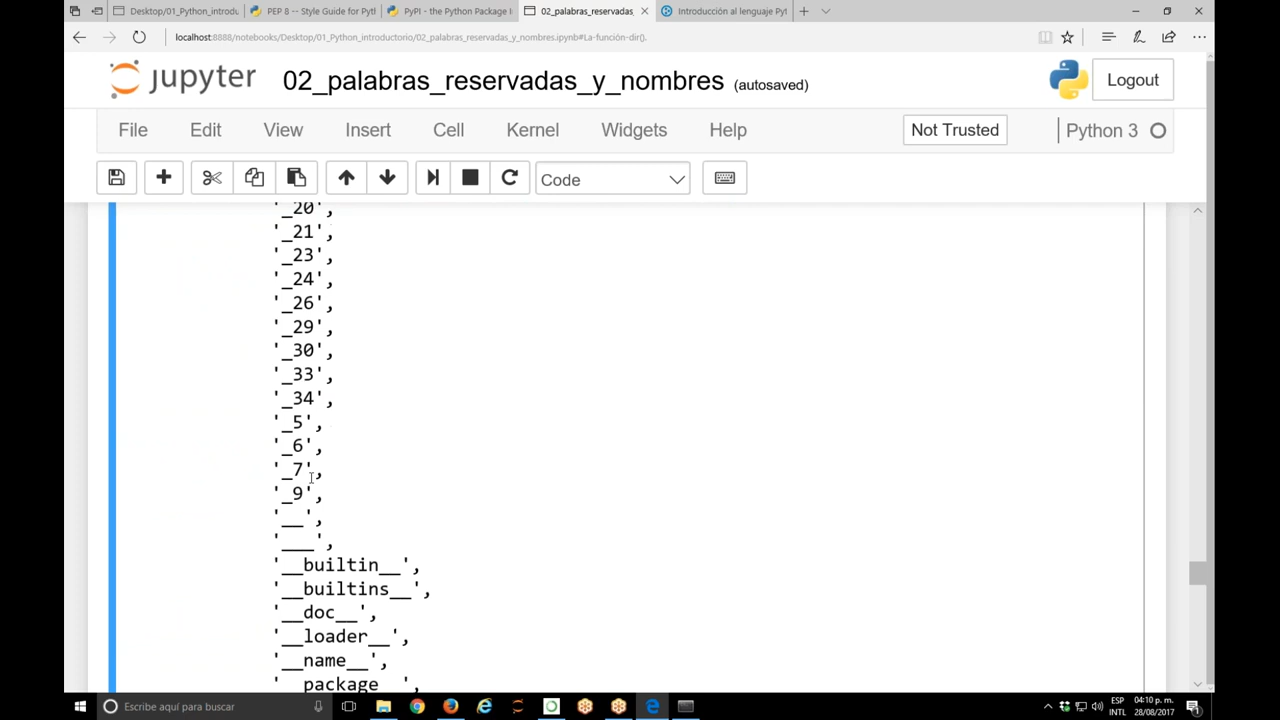 Desktop/01_Python_introdu
PEP 8 -- Style Guide for Pytl
PyPI - the Python Package I
02_palabras_reservadas_
Introducción al lenguaje Pyt
localhost:8888/notebooks/Desktop/01_Python_introductorio/02_palabras_reservadas_y_nombres.ipynb#La-función-dir().
jupyter
02_palabras_reservadas_y_nombres (autosaved)
Logout
File Edit View Insert Cell Kernel Widgets Help
Not Trusted
Python 3
Code
'_20',
'_21',
'_23',
'_24',
'_26',
'_29',
'_30',
'_33',
'_34',
'_5',
'_6',
'_7',
'_9',
'__',
'___',
'__builtin__',
'__builtins__',
'__doc__',
'__loader__',
'__name__',
'__package__',
Escribe aquí para buscar
ESP
INTL
04:10 p. m.
28/08/2017